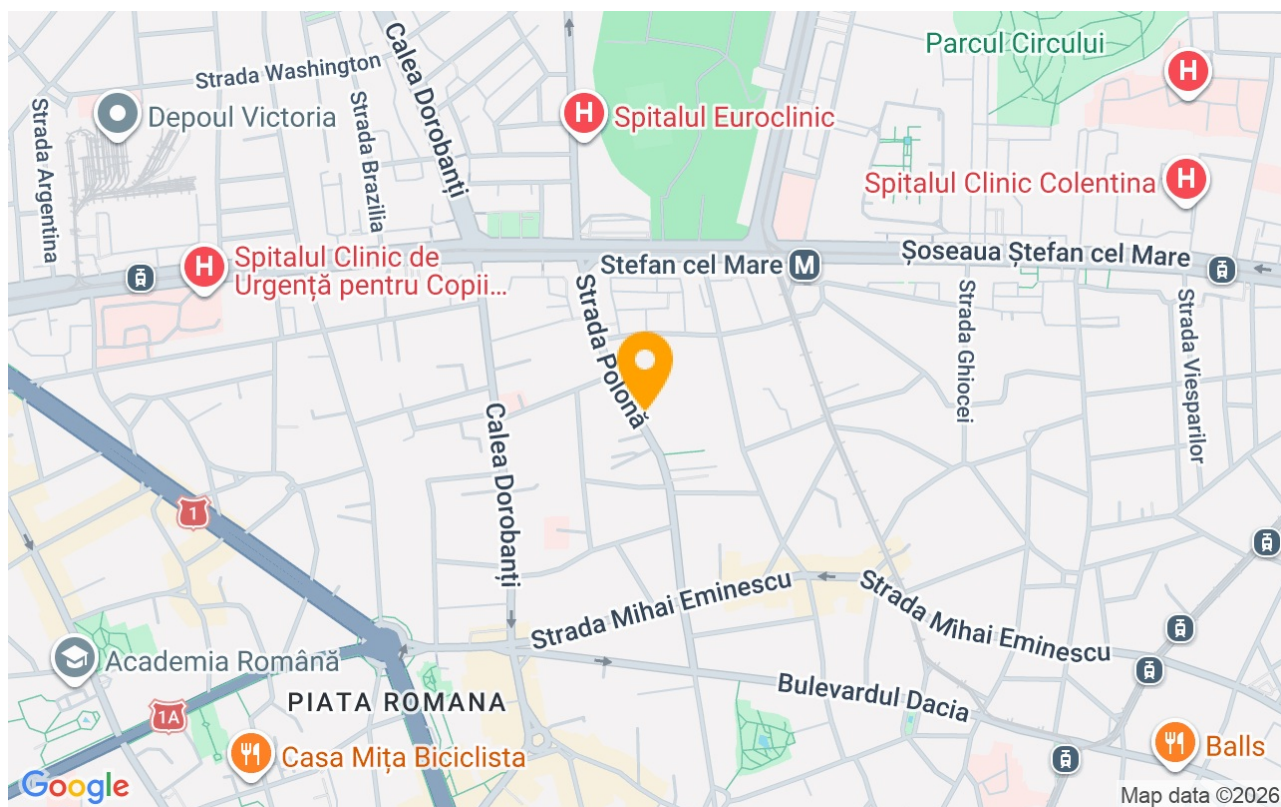 Parcul Circului
H
Calea Dorobanți
Strada Washington
Strada Argentina
Depoul Victoria
Strada Brazilia
H
Spitalul Euroclinic
Spitalul Clinic Colentina
H
H
Spitalul Clinic de
Urgență pentru Copii...
Stefan cel Mare
M
Șoseaua Ștefan cel Mare
Strada Polonă
Strada Ghiocei
Strada Viesparilor
Calea Dorobanți
1
Strada Mihai Eminescu
Strada Mihai Eminescu
Academia Română
PIATA ROMANA
Bulevardul Dacia
1A
Casa Mița Biciclista
Balls
Google
Map data ©2026